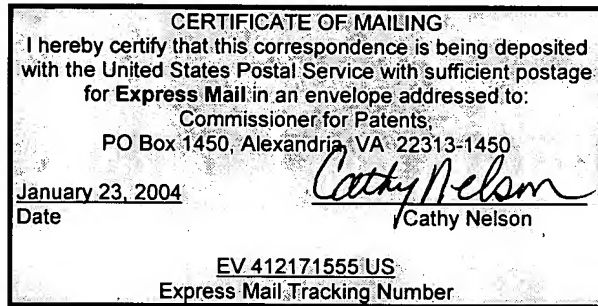 CERTIFICATE OF MAILING
I hereby certify that this correspondence is being deposited
with the United States Postal Service with sufficient postage
for Express Mail in an envelope addressed to:
Commissioner for Patents,
PO Box 1450, Alexandria, VA 22313-1450
January 23, 2004 Cathy Nelson
Date Cathy Nelson
EV 412171555 US
Express Mail Tracking Number